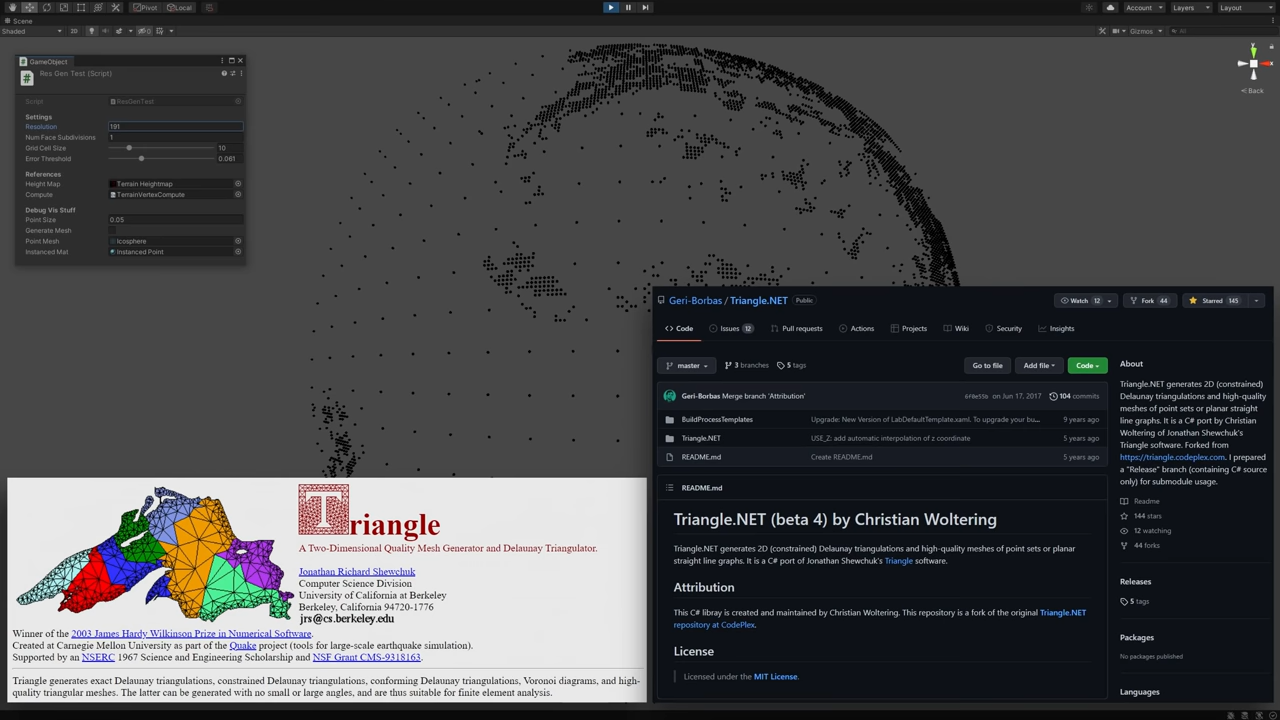 Pivot Local Account Layers Layout
Scene
Shaded 2D Gizmos All
GameObject
Res Gen Test (Script)
Script ResGenTest
Settings
Resolution 191
Num Face Subdivisions 1
Grid Cell Size 10
Error Threshold 0.061
References
Height Map Terrain Heightmap
Compute TerrainVertexCompute
Debug Vis Stuff
Point Size 0.05
Generate Mesh
Point Mesh Icosphere
Instanced Mat Instanced Point
y
x
Back
Triangle
A Two-Dimensional Quality Mesh Generator and Delaunay Triangulator.
Jonathan Richard Shewchuk
Computer Science Division
University of California at Berkeley
Berkeley, California 94720-1776
jrs@cs.berkeley.edu
Winner of the 2003 James Hardy Wilkinson Prize in Numerical Software.
Created at Carnegie Mellon University as part of the Quake project (tools for large-scale earthquake simulation).
Supported by an NSERC 1967 Science and Engineering Scholarship and NSF Grant CMS-9318163.
Triangle generates exact Delaunay triangulations, constrained Delaunay triangulations, conforming Delaunay triangulations, Voronoi diagrams, and high-
quality triangular meshes. The latter can be generated with no small or large angles, and are thus suitable for finite element analysis.
Geri-Borbas / Triangle.NET Public
Watch 12 Fork 44 Starred 145
Code Issues 12 Pull requests Actions Projects Wiki Security Insights
master 3 branches 5 tags Go to file Add file Code
Geri-Borbas Merge branch 'Attribution' 6f0e55b on Jun 17, 2017 104 commits
BuildProcessTemplates Upgrade: New Version of LabDefaultTemplate.xaml. To upgrade your bu... 9 years ago
Triangle.NET USE_Z: add automatic interpolation of z coordinate 5 years ago
README.md Create README.md 5 years ago
README.md
Triangle.NET (beta 4) by Christian Woltering
Triangle.NET generates 2D (constrained) Delaunay triangulations and high-quality meshes of point sets or planar
straight line graphs. It is a C# port of Jonathan Shewchuk's Triangle software.
Attribution
This C# libray is created and maintained by Christian Woltering. This repository is a fork of the original Triangle.NET
repository at CodePlex.
License
Licensed under the MIT License.
About
Triangle.NET generates 2D (constrained)
Delaunay triangulations and high-quality
meshes of point sets or planar straight
line graphs. It is a C# port by Christian
Woltering of Jonathan Shewchuk's
Triangle software. Forked from
https://triangle.codeplex.com. I prepared
a "Release" branch (containing C# source
only) for submodule usage.
Readme
144 stars
12 watching
44 forks
Releases
5 tags
Packages
No packages published
Languages